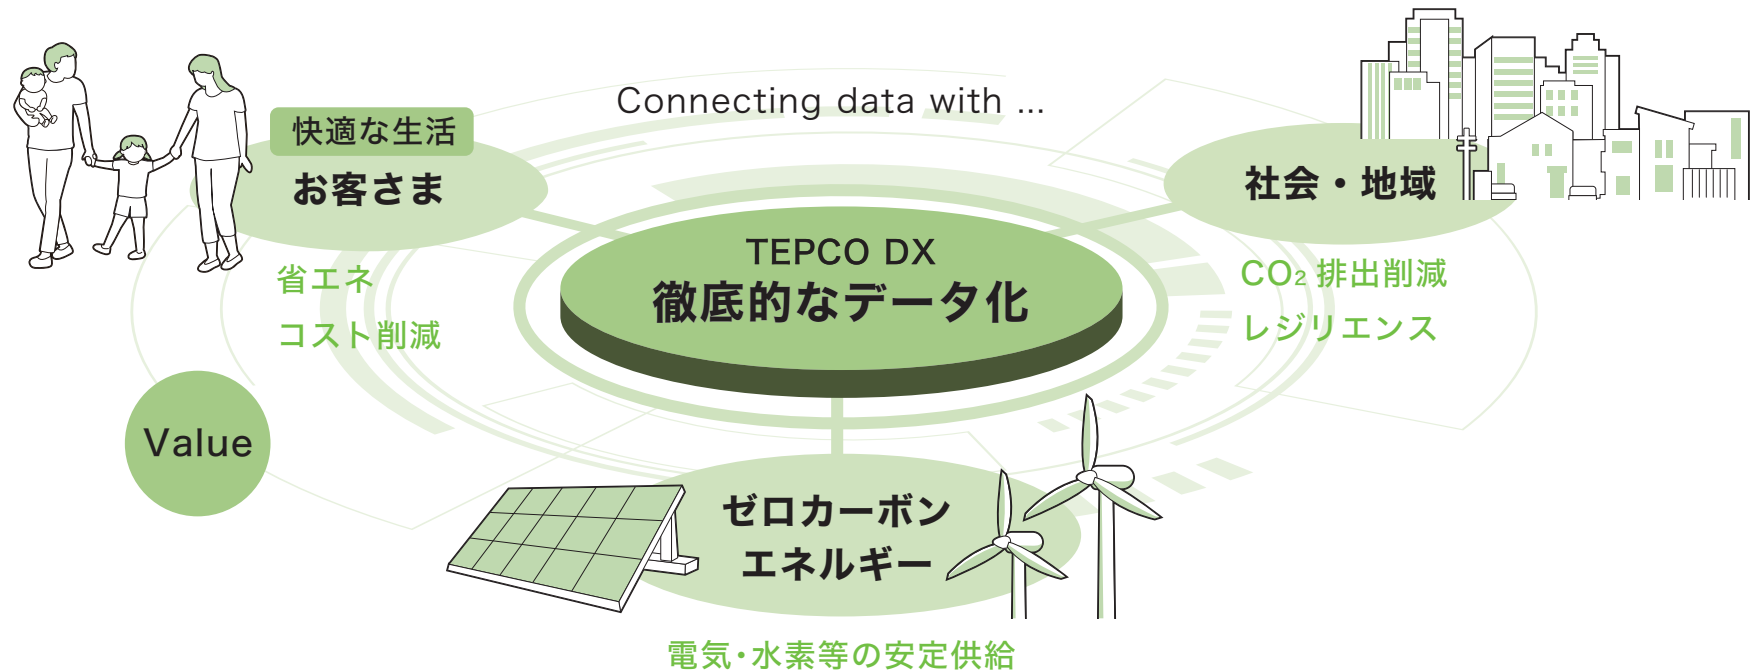 Connecting data with ...
快適な生活
お客さま
省エネ
コスト削減
Value
TEPCO DX
徹底的なデータ化
社会・地域
CO₂ 排出削減
レジリエンス
ゼロカーボン
エネルギー
電気・水素等の安定供給